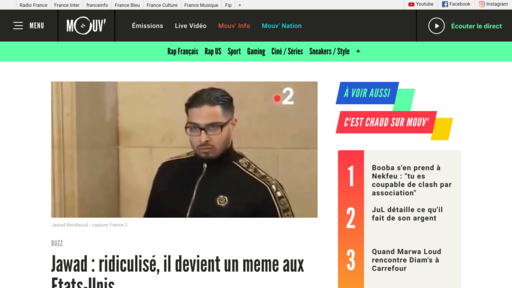 Radio France France Inter franceinfo France Bleu France Culture France Musique Fip + Youtube Facebook Instagram
MENU MOUV' Émissions Live Vidéo Mouv' Info Mouv' Nation Écouter le direct
Rap Français Rap US Sport Gaming Ciné / Séries Sneakers / Style +
2
Jawad Bendaoud - capture France 2
BUZZ
Jawad : ridiculisé, il devient un meme aux
Etats-Unis
À VOIR AUSSI
C'EST CHAUD SUR MOUV'
1 Booba s'en prend à
Nekfeu : "tu es
coupable de clash par
association"
2 JuL détaille ce qu'il
fait de son argent
3 Quand Marwa Loud
rencontre Diam's à
Carrefour